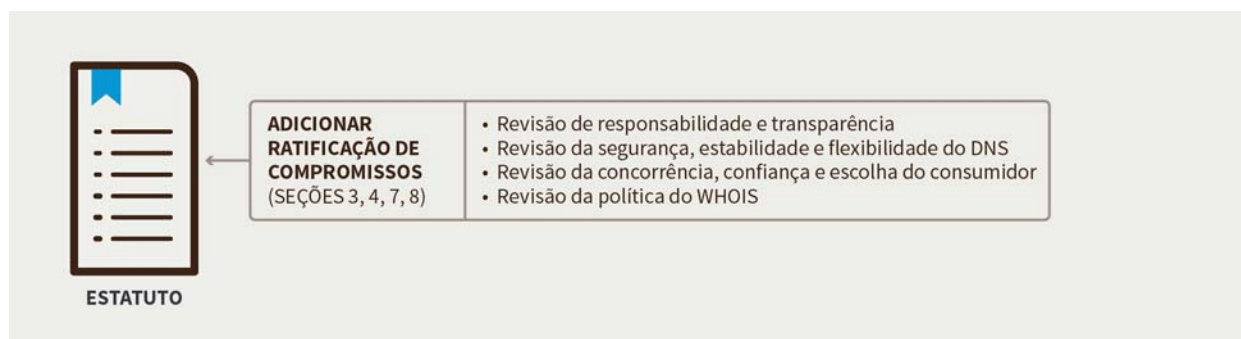 ADICIONAR
RATIFICAÇÃO DE
COMPROMISSOS
(SEÇÕES 3, 4, 7, 8)
• Revisão de responsabilidade e transparência
• Revisão da segurança, estabilidade e flexibilidade do DNS
• Revisão da concorrência, confiança e escolha do consumidor
• Revisão da política do WHOIS
ESTATUTO